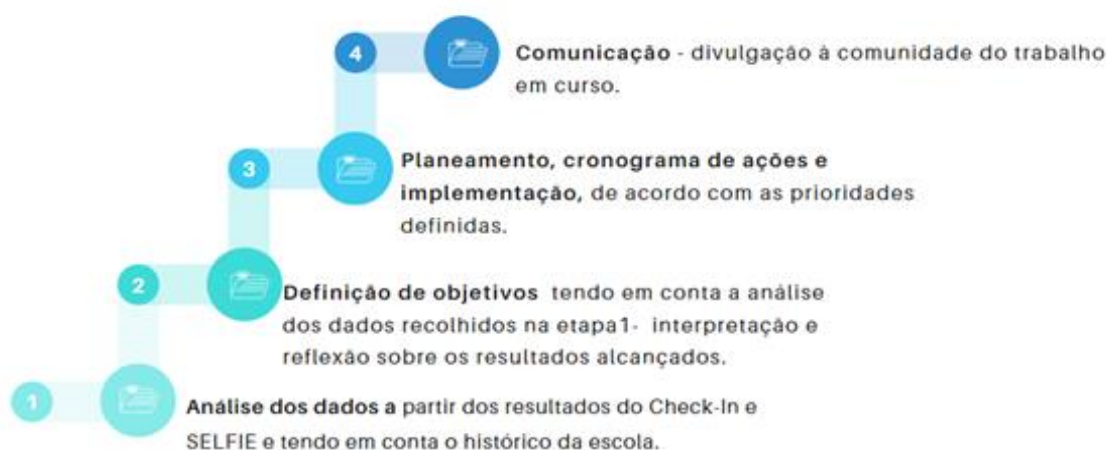 4
Comunicação - divulgação à comunidade do trabalho
em curso.
3
Planeamento, cronograma de ações e
implementação, de acordo com as prioridades
definidas.
2
Definição de objetivos tendo em conta a análise
dos dados recolhidos na etapa1- interpretação e
reflexão sobre os resultados alcançados.
1
Análise dos dados a partir dos resultados do Check-In e
SELFIE e tendo em conta o histórico da escola.